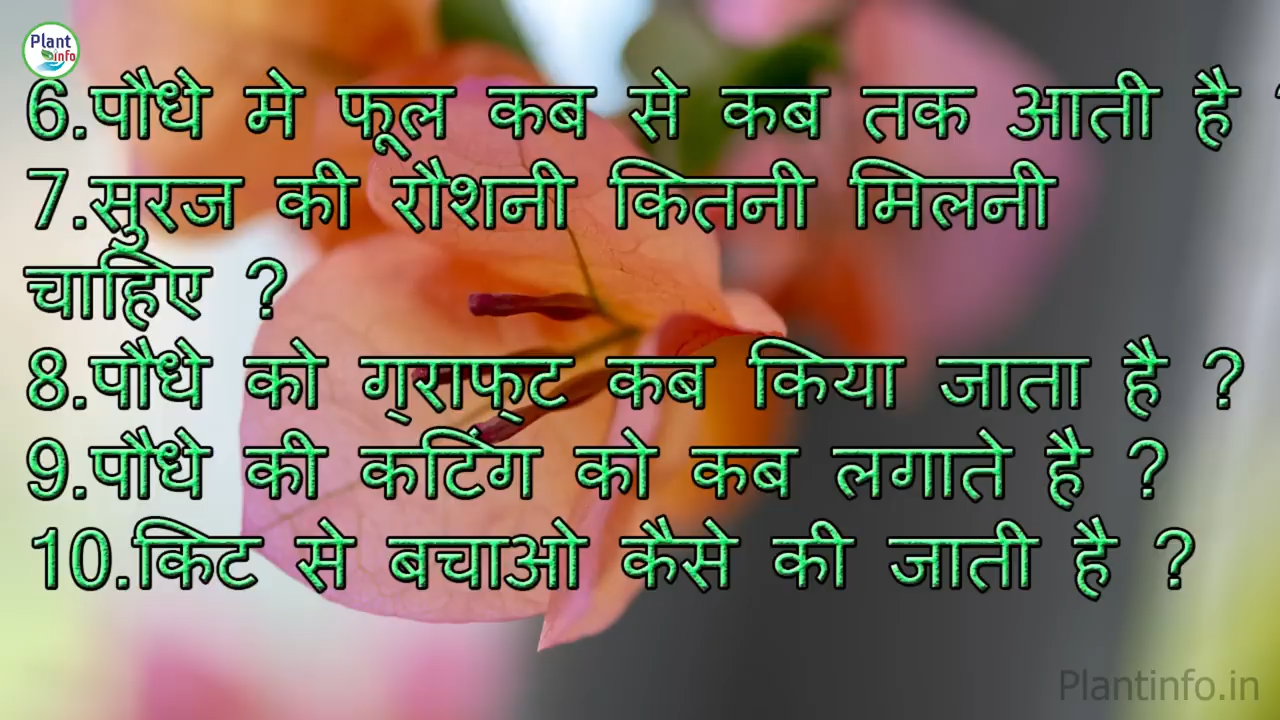 Plant
info
6.पौधे मे फूल कब से कब तक आती है ?
7.सुरज की रौशनी कितनी मिलनी
चाहिए ?
8.पौधे को ग्राफ्ट कब किया जाता है ?
9.पौधे की कटिंग को कब लगाते है ?
10.किट से बचाओ कैसे की जाती है ?
Plantinfo.in